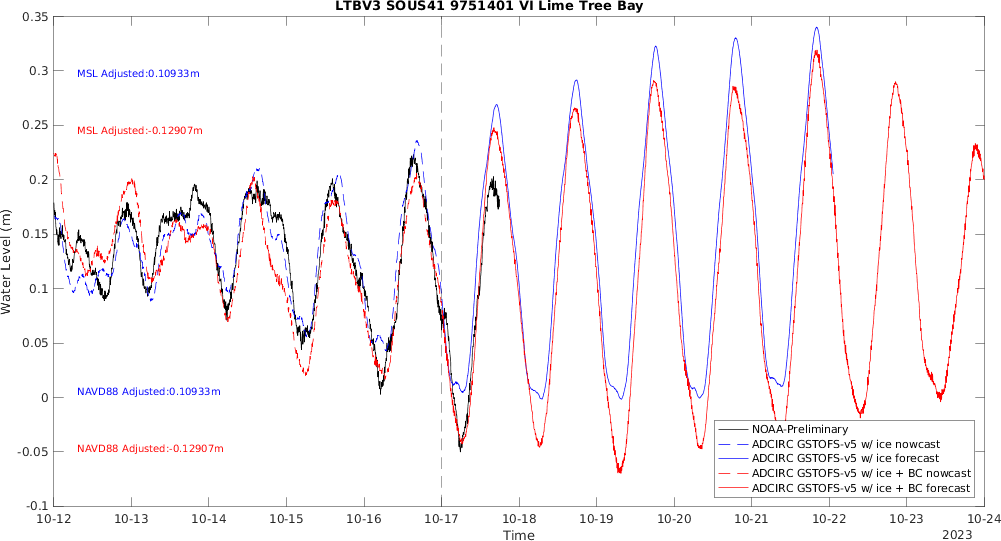 LTBV3 SOUS41 9751401 VI Lime Tree Bay
0.35
0.3
0.25
0.2
0.15
0.1
0.05
0
-0.05
-0.1
Water Level (m)
MSL Adjusted:0.10933m
MSL Adjusted:-0.12907m
NAVD88 Adjusted:0.10933m
NAVD88 Adjusted:-0.12907m
NOAA-Preliminary
ADCIRC GSTOFS-v5 w/ ice nowcast
ADCIRC GSTOFS-v5 w/ ice forecast
ADCIRC GSTOFS-v5 w/ ice + BC nowcast
ADCIRC GSTOFS-v5 w/ ice + BC forecast
10-12 10-13 10-14 10-15 10-16 10-17 10-18 10-19 10-20 10-21 10-22 10-23 10-24
Time
2023